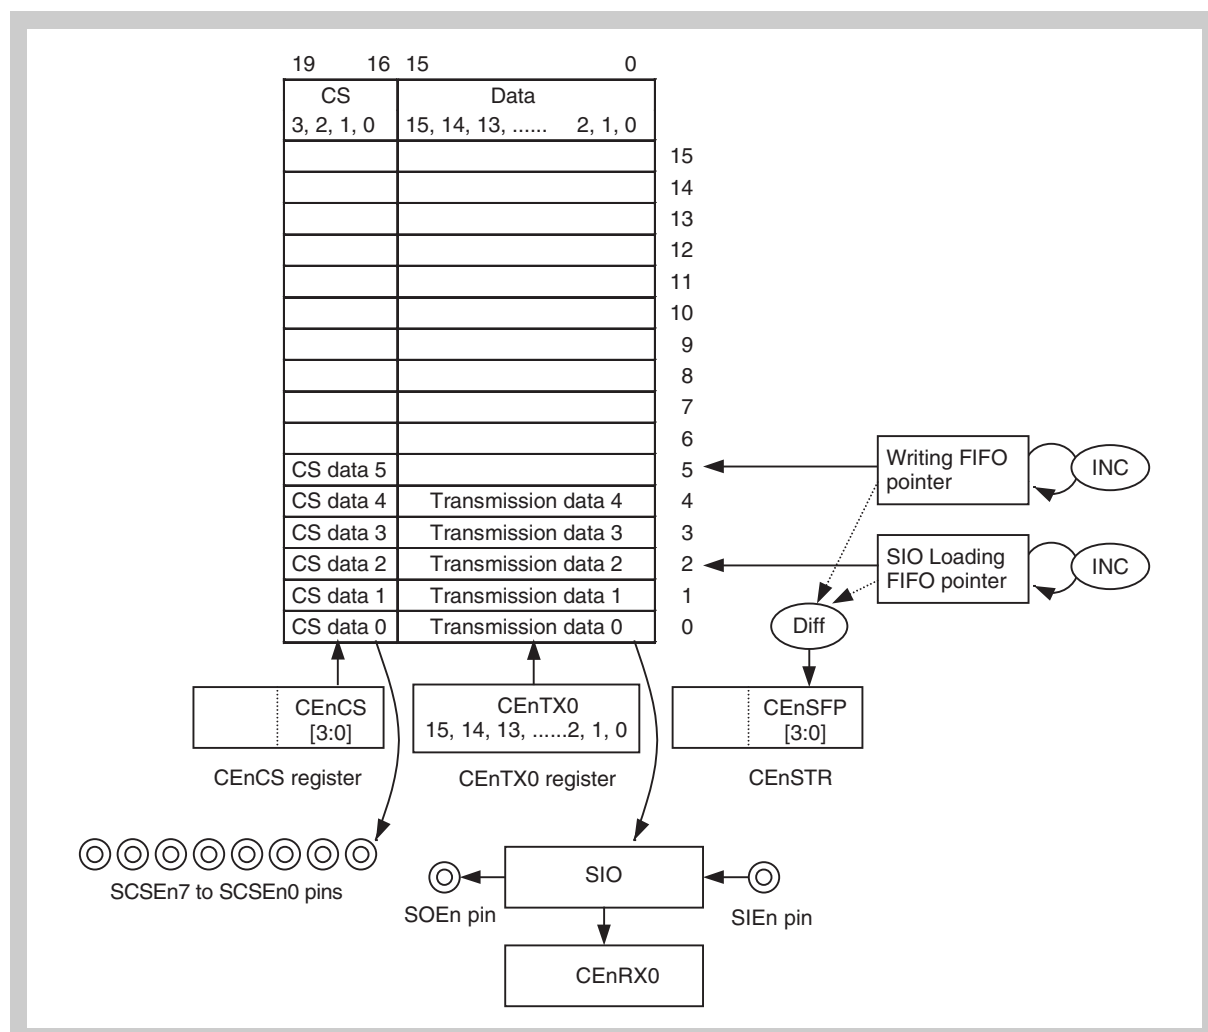 19 16 15 0
CS Data
3, 2, 1, 0 15, 14, 13, ...... 2, 1, 0
15
14
13
12
11
10
9
8
7
6
CS data 5 5
CS data 4 Transmission data 4 4
CS data 3 Transmission data 3 3
CS data 2 Transmission data 2 2
CS data 1 Transmission data 1 1
CS data 0 Transmission data 0 0
Writing FIFO
pointer
INC
SIO Loading
FIFO pointer
INC
Diff
CEnCS
[3:0]
CEnCS register
CEnTX0
15, 14, 13, ......2, 1, 0
CEnTX0 register
CEnSFP
[3:0]
CEnSTR
SCSEn7 to SCSEn0 pins
SOEn pin
SIO
SIEn pin
CEnRX0